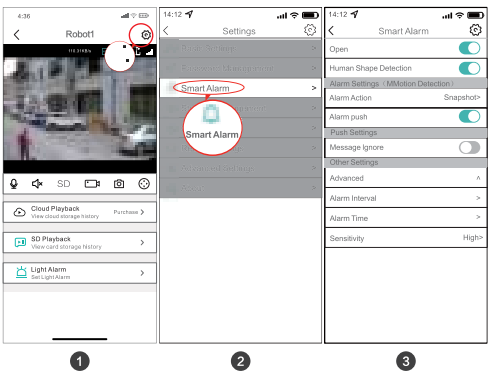 4:36
Robot1
110.31KB/s
SD
Cloud Playback
View cloud storage history
Purchase >
SD Playback
View card storage history
>
Light Alarm
Set Light Alarm
>
1
14:12
Settings
>
>
Smart Alarm
>
>
Smart Alarm
>
>
>
2
14:12
Smart Alarm
Open
Human Shape Detection
Alarm Settings (MMotion Detection)
Alarm Action
Snapshot>
Alarm push
Push Settings
Message Ignore
Other Settings
Advanced
Alarm Interval
>
Alarm Time
>
Sensitivity
High>
3